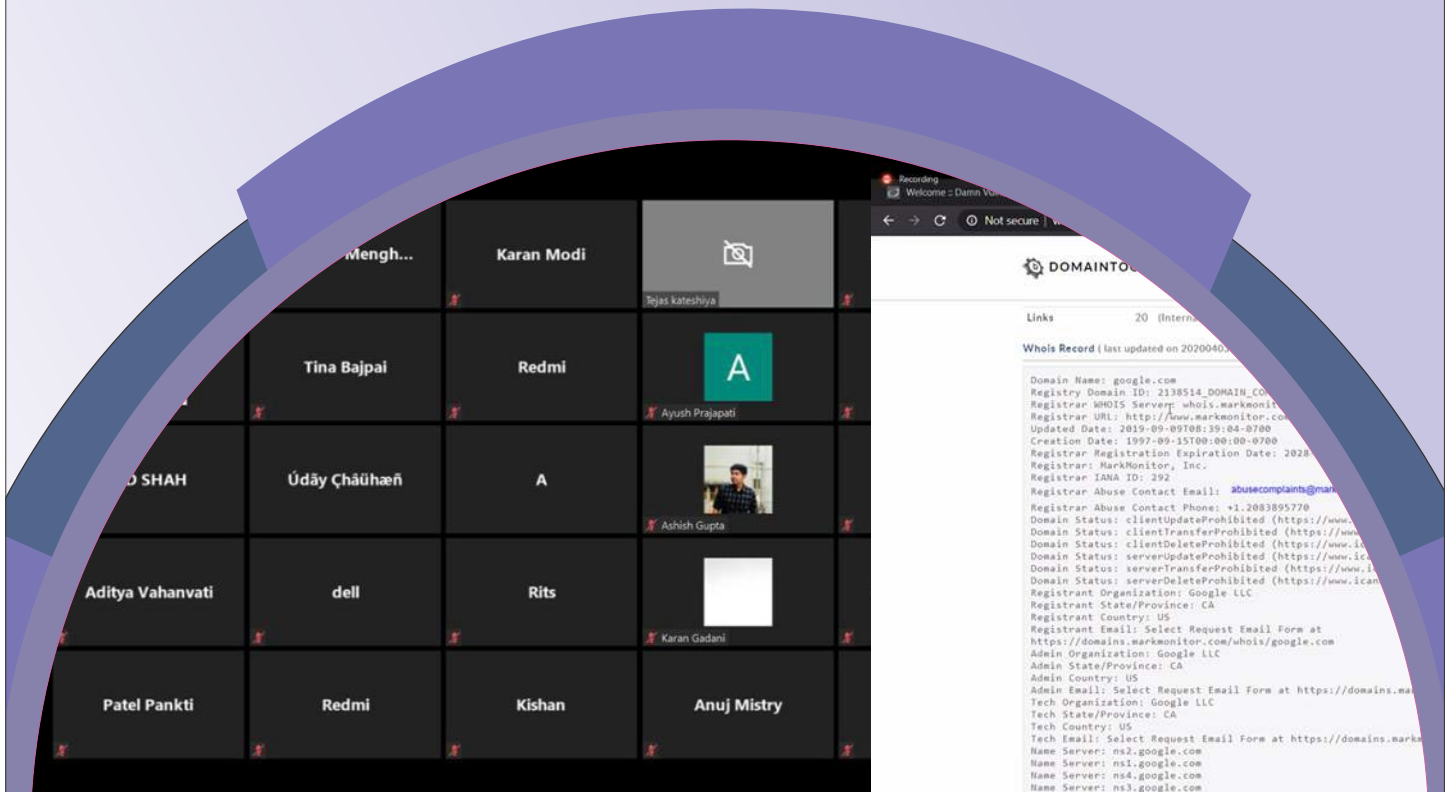 Mengh...
Karan Modi
Tejas kateshiya
Tina Bajpai
Redmi
A
Ayush Prajapati
SHAH
Údãy Çhâühæñ
A
Ashish Gupta
Aditya Vahanvati
dell
Rits
Karan Gadani
Patel Pankti
Redmi
Kishan
Anuj Mistry
Recording
Welcome :: Damn
Not secure
DOMAINTOO
Links 20 (Interna
Whois Record ( last updated on 20200403
Domain Name: google.com
Registry Domain ID: 2138514_DOMAIN_CO
Registrar WHOIS Server: whois.markmonit
Registrar URL: http://www.markmonitor.co
Updated Date: 2019-09-09T08:39:04-0700
Creation Date: 1997-09-15T00:00:00-0700
Registrar Registration Expiration Date: 2028-
Registrar: MarkMonitor, Inc.
Registrar IANA ID: 292
Registrar Abuse Contact Email: abusecomplaints@mark
Registrar Abuse Contact Phone: +1.2083895770
Domain Status: clientUpdateProhibited (https://www.
Domain Status: clientTransferProhibited (https://www
Domain Status: clientDeleteProhibited (https://www.ic
Domain Status: serverUpdateProhibited (https://www.ica
Domain Status: serverTransferProhibited (https://www.i
Domain Status: serverDeleteProhibited (https://www.ican
Registrant Organization: Google LLC
Registrant State/Province: CA
Registrant Country: US
Registrant Email: Select Request Email Form at
https://domains.markmonitor.com/whois/google.com
Admin Organization: Google LLC
Admin State/Province: CA
Admin Country: US
Admin Email: Select Request Email Form at https://domains.mar
Tech Organization: Google LLC
Tech State/Province: CA
Tech Country: US
Tech Email: Select Request Email Form at https://domains.markm
Name Server: ns2.google.com
Name Server: ns1.google.com
Name Server: ns4.google.com
Name Server: ns3.google.com